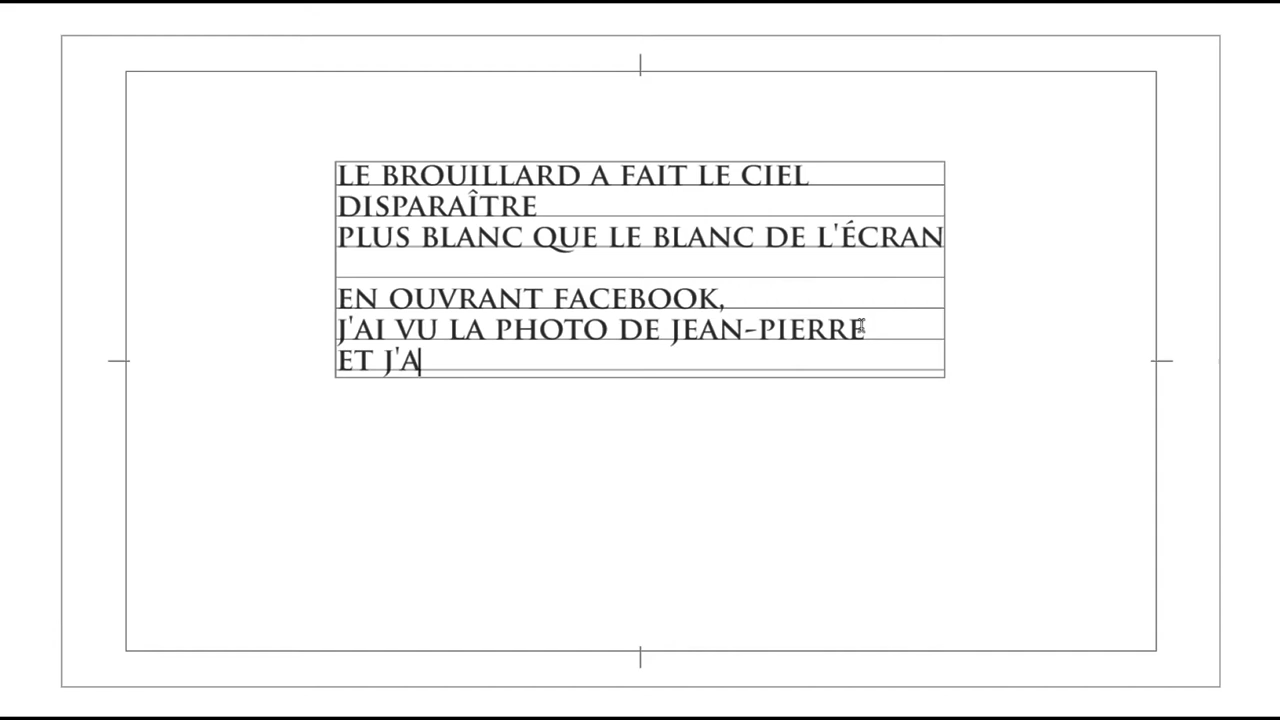 LE BROUILLARD A FAIT LE CIEL
DISPARAÎTRE
PLUS BLANC QUE LE BLANC DE L'ÉCRAN
EN OUVRANT FACEBOOK,
J'AI VU LA PHOTO DE JEAN-PIERRE
ET J'A